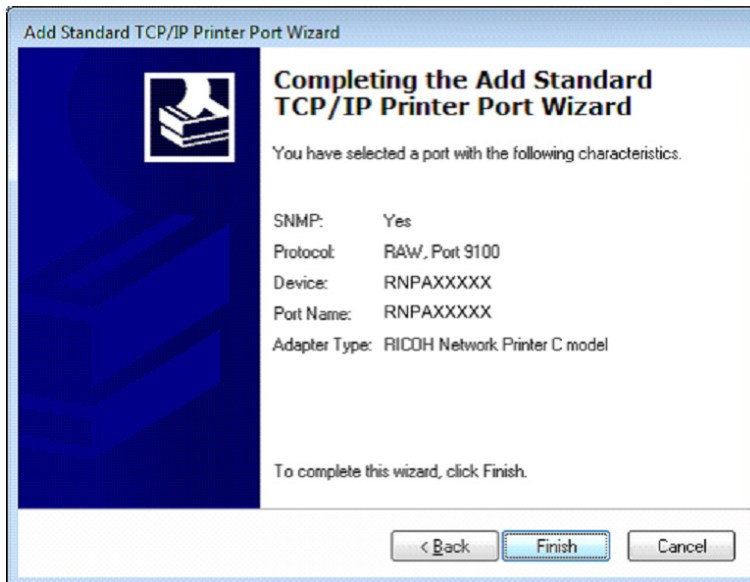 Add Standard TCP/IP Printer Port Wizard
Completing the Add Standard
TCP/IP Printer Port Wizard
You have selected a port with the following characteristics.
SNMP: Yes
Protocol: RAW, Port 9100
Device: RNPAXXXXX
Port Name: RNPAXXXXX
Adapter Type: RICOH Network Printer C model
To complete this wizard, click Finish.
< Back Finish Cancel